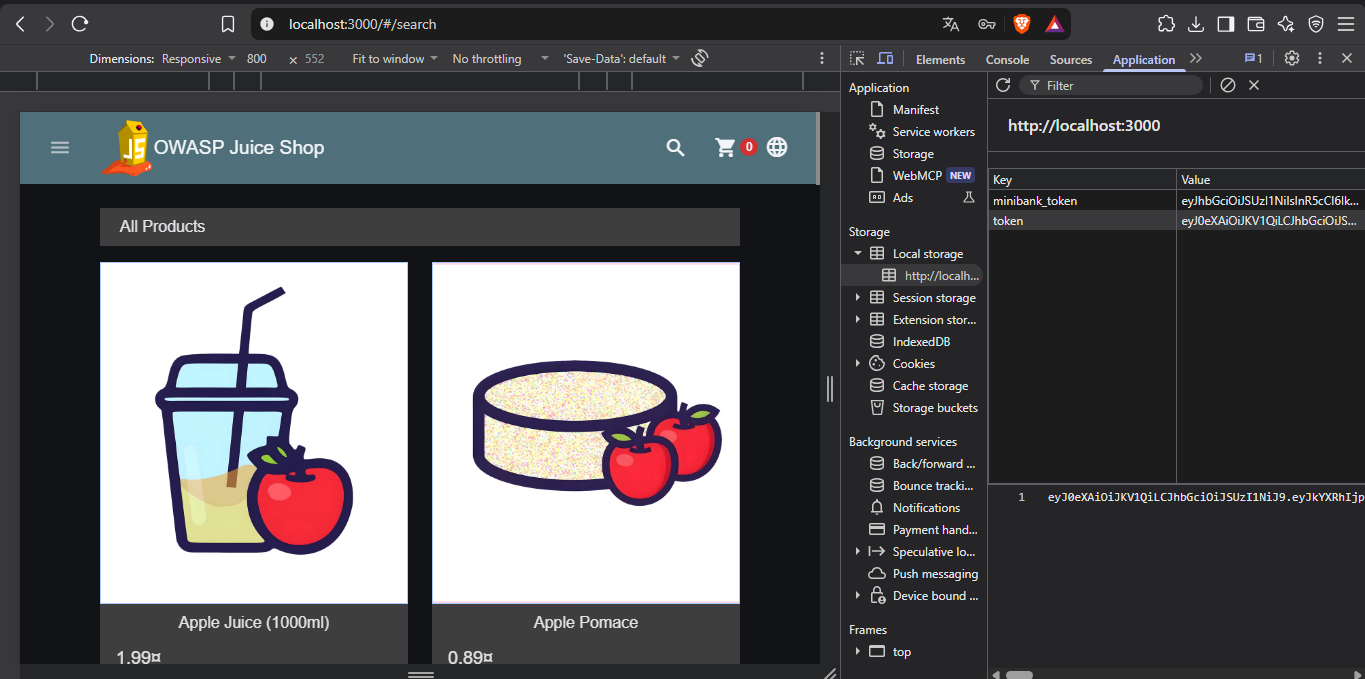 localhost:3000/#/search
Dimensions: Responsive 800 × 552 Fit to window No throttling 'Save-Data': default
Elements Console Sources Application 1
OWASP Juice Shop 0
All Products
Apple Juice (1000ml) Apple Pomace
1.99¤ 0.89¤
Application
Manifest
Service workers
Storage
WebMCP NEW
Ads
Storage
Local storage
http://localh...
Session storage
Extension stor...
IndexedDB
Cookies
Cache storage
Storage buckets
Background services
Back/forward ...
Bounce tracki...
Notifications
Payment hand...
Speculative lo...
Push messaging
Device bound ...
Frames
top
Filter
http://localhost:3000
Key Value
minibank_token eyJhbGciOiJSUzI1NiIsInR5cCI6Ik...
token eyJ0eXAiOiJKV1QiLCJhbGciOiJS...
1 eyJ0eXAiOiJKV1QiLCJhbGciOiJSUzI1NiJ9.eyJkYXRhIjp